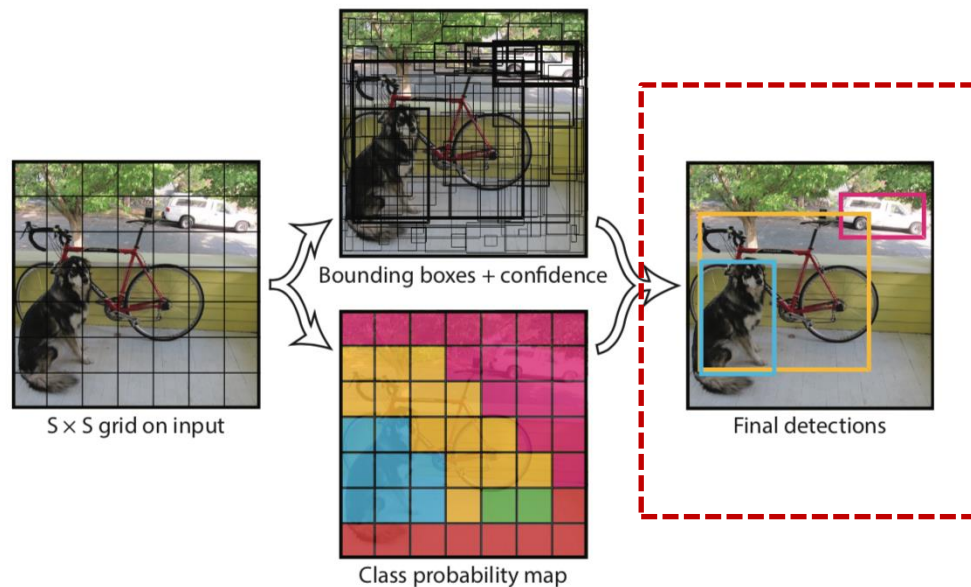 Bounding boxes + confidence
S × S grid on input
Final detections
Class probability map